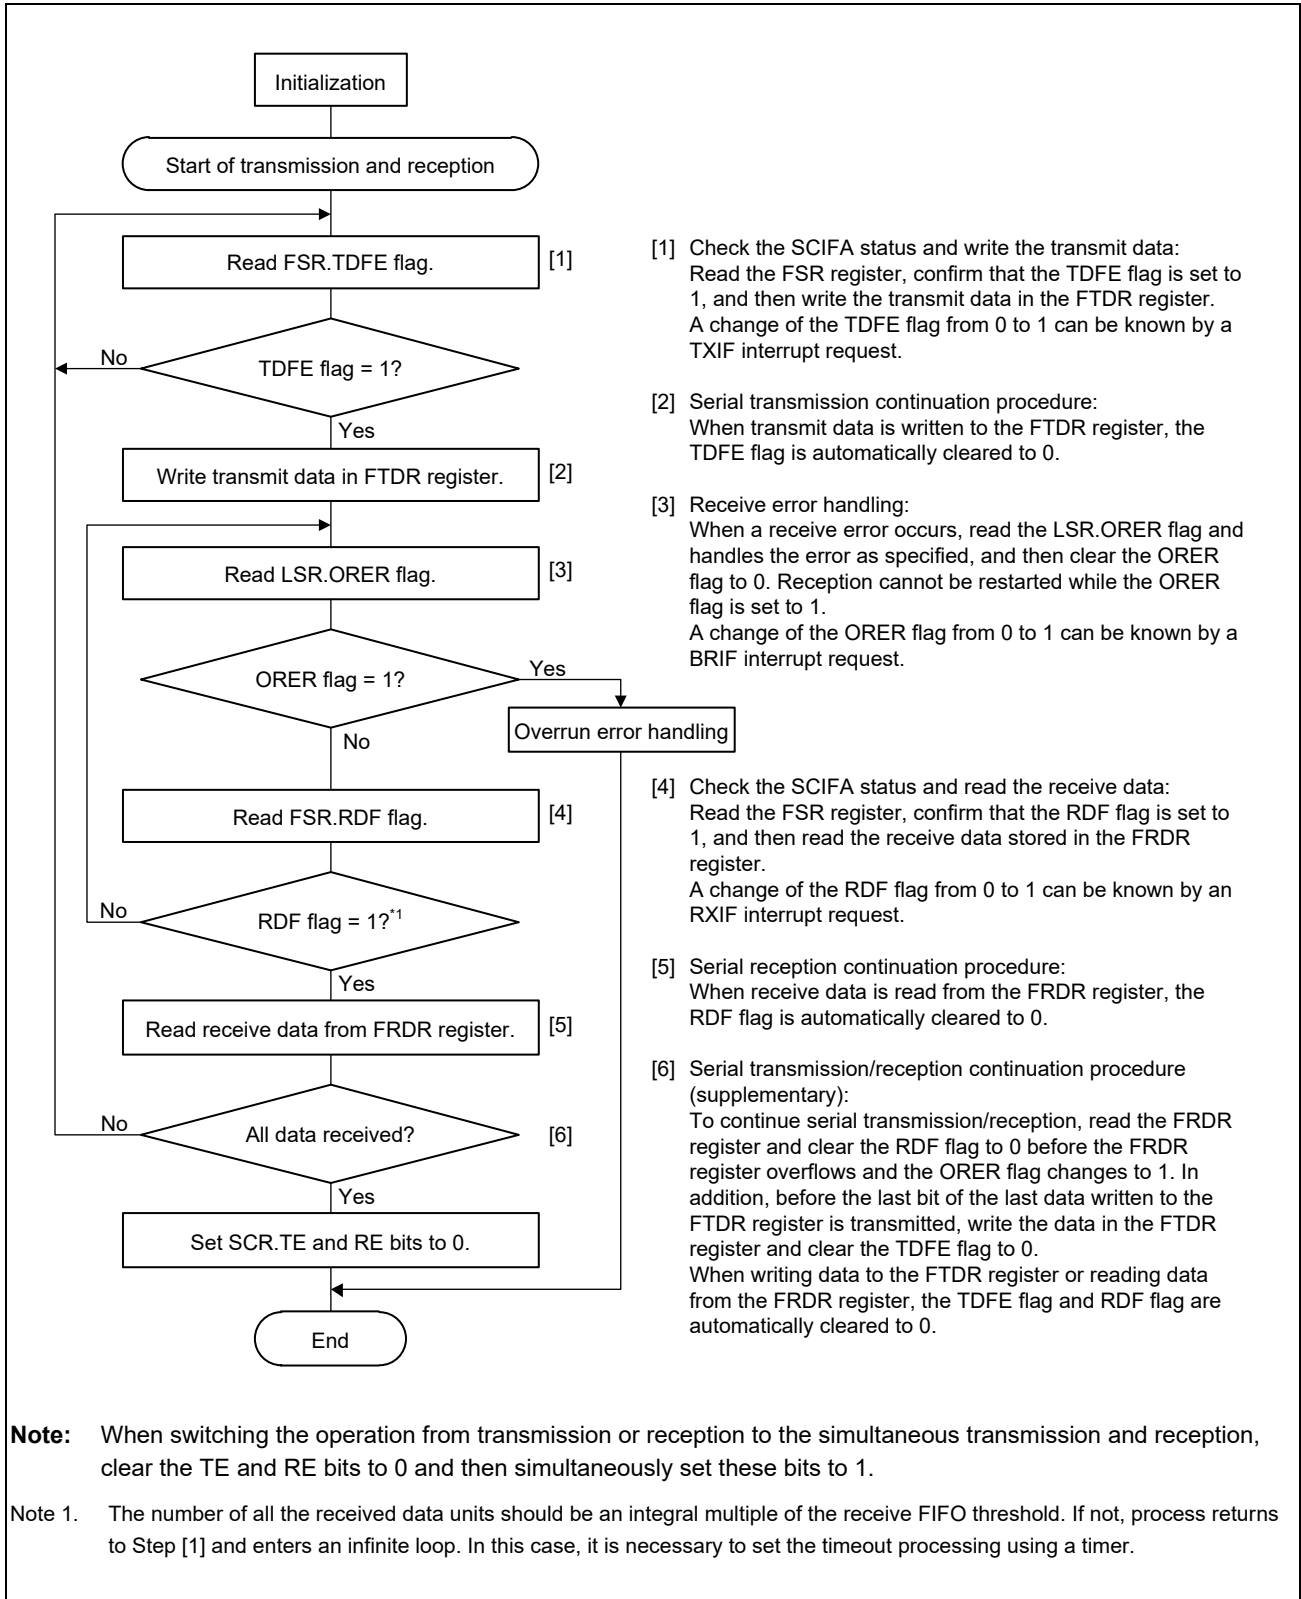 Initialization
Start of transmission and reception
Read FSR.TDFE flag.
[1]
No
TDFE flag = 1?
Yes
Write transmit data in FTDR register.
[2]
Read LSR.ORER flag.
[3]
ORER flag = 1?
Yes
Overrun error handling
No
Read FSR.RDF flag.
[4]
No
RDF flag = 1?*1
Yes
Read receive data from FRDR register.
[5]
No
All data received?
[6]
Yes
Set SCR.TE and RE bits to 0.
End
[1] Check the SCIFA status and write the transmit data:
Read the FSR register, confirm that the TDFE flag is set to
1, and then write the transmit data in the FTDR register.
A change of the TDFE flag from 0 to 1 can be known by a
TXIF interrupt request.
[2] Serial transmission continuation procedure:
When transmit data is written to the FTDR register, the
TDFE flag is automatically cleared to 0.
[3] Receive error handling:
When a receive error occurs, read the LSR.ORER flag and
handles the error as specified, and then clear the ORER
flag to 0. Reception cannot be restarted while the ORER
flag is set to 1.
A change of the ORER flag from 0 to 1 can be known by a
BRIF interrupt request.
[4] Check the SCIFA status and read the receive data:
Read the FSR register, confirm that the RDF flag is set to
1, and then read the receive data stored in the FRDR
register.
A change of the RDF flag from 0 to 1 can be known by an
RXIF interrupt request.
[5] Serial reception continuation procedure:
When receive data is read from the FRDR register, the
RDF flag is automatically cleared to 0.
[6] Serial transmission/reception continuation procedure
(supplementary):
To continue serial transmission/reception, read the FRDR
register and clear the RDF flag to 0 before the FRDR
register overflows and the ORER flag changes to 1. In
addition, before the last bit of the last data written to the
FTDR register is transmitted, write the data in the FTDR
register and clear the TDFE flag to 0.
When writing data to the FTDR register or reading data
from the FRDR register, the TDFE flag and RDF flag are
automatically cleared to 0.
Note: When switching the operation from transmission or reception to the simultaneous transmission and reception,
clear the TE and RE bits to 0 and then simultaneously set these bits to 1.
Note 1. The number of all the received data units should be an integral multiple of the receive FIFO threshold. If not, process returns
to Step [1] and enters an infinite loop. In this case, it is necessary to set the timeout processing using a timer.